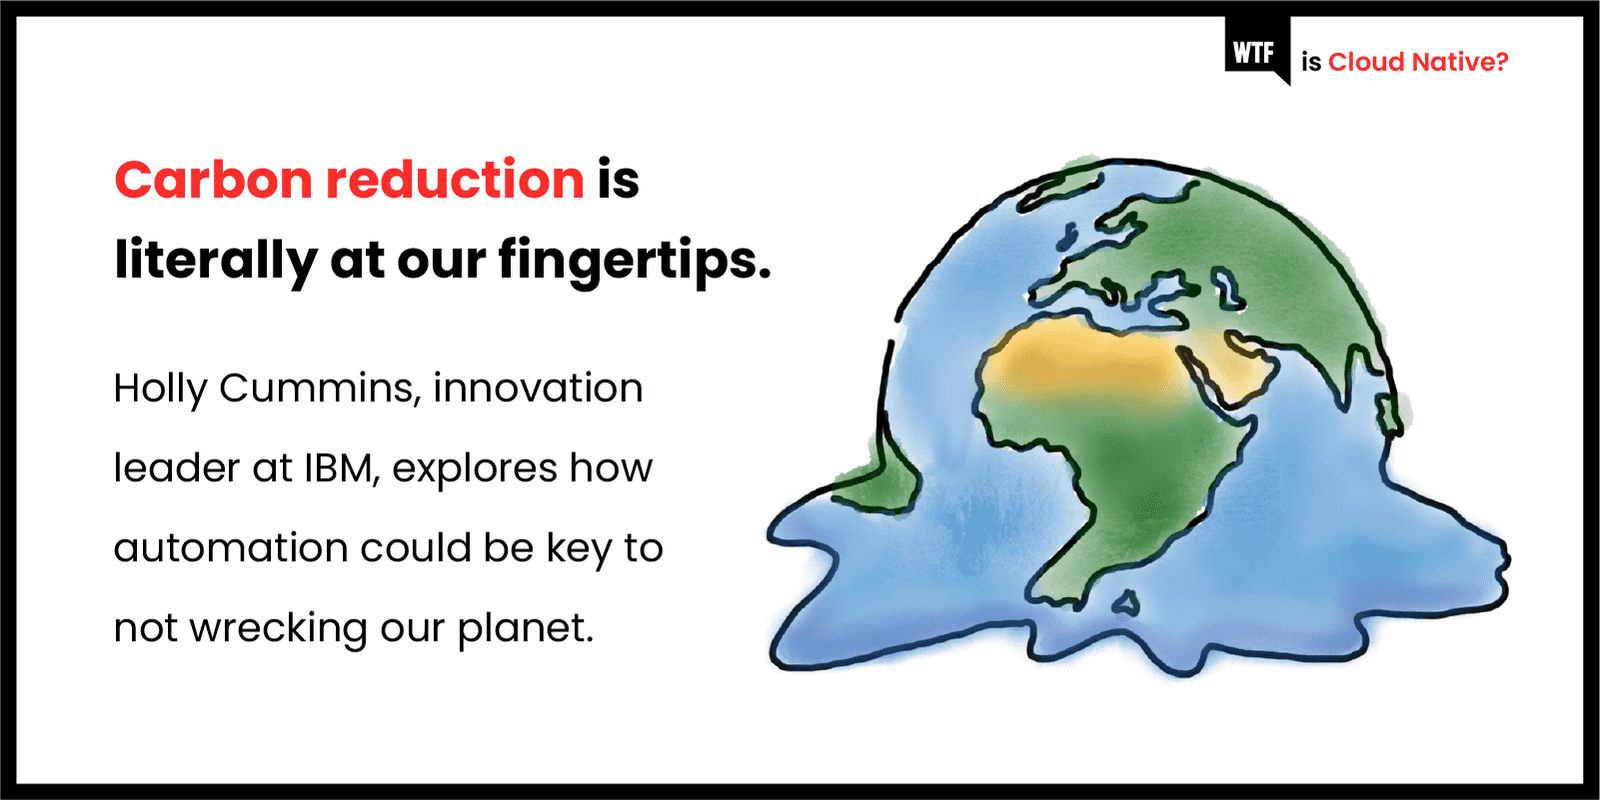 WTF is Cloud Native?
Carbon reduction is
literally at our fingertips.
Holly Cummins, innovation
leader at IBM, explores how
automation could be key to
not wrecking our planet.